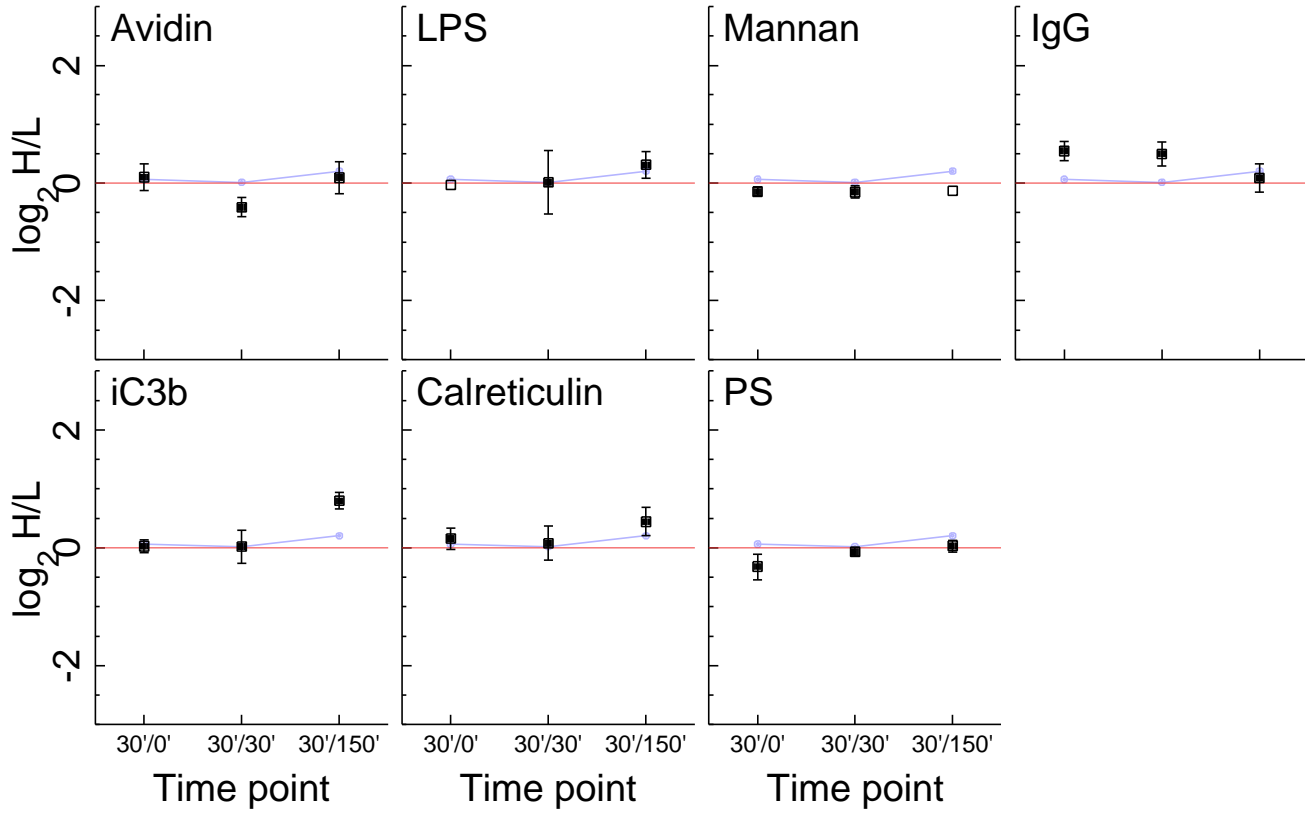 Avidin
LPS
Mannan
IgG
2
0
-2
log2 H/L
iC3b
Calreticulin
PS
2
0
-2
log2 H/L
30'/0' 30'/30' 30'/150'
30'/0' 30'/30' 30'/150'
30'/0' 30'/30' 30'/150'
Time point
Time point
Time point